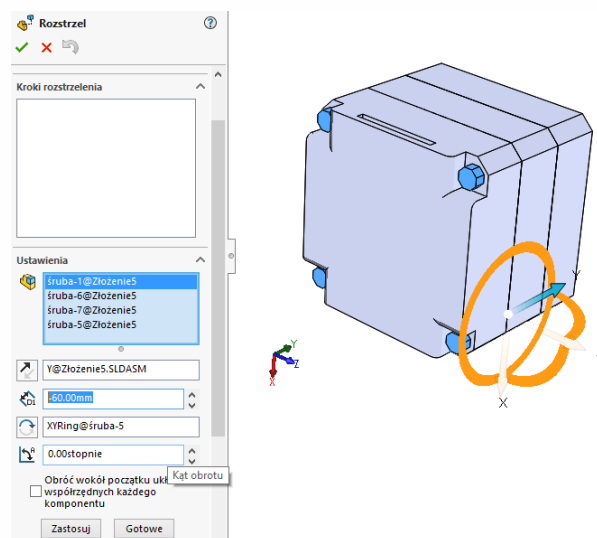 Rozstrzel
Kroki rozstrzelenia
Ustawienia
śruba-1@Złożenie5
śruba-6@Złożenie5
śruba-7@Złożenie5
śruba-5@Złożenie5
Y@Złożenie5.SLDASM
-60.00mm
XYRing@śruba-5
0.00stopnie
Kąt obrotu
Obróć wokół początku ukł
współrzędnych każdego
komponentu
Zastosuj Gotowe
Y
Z
X
Y
X